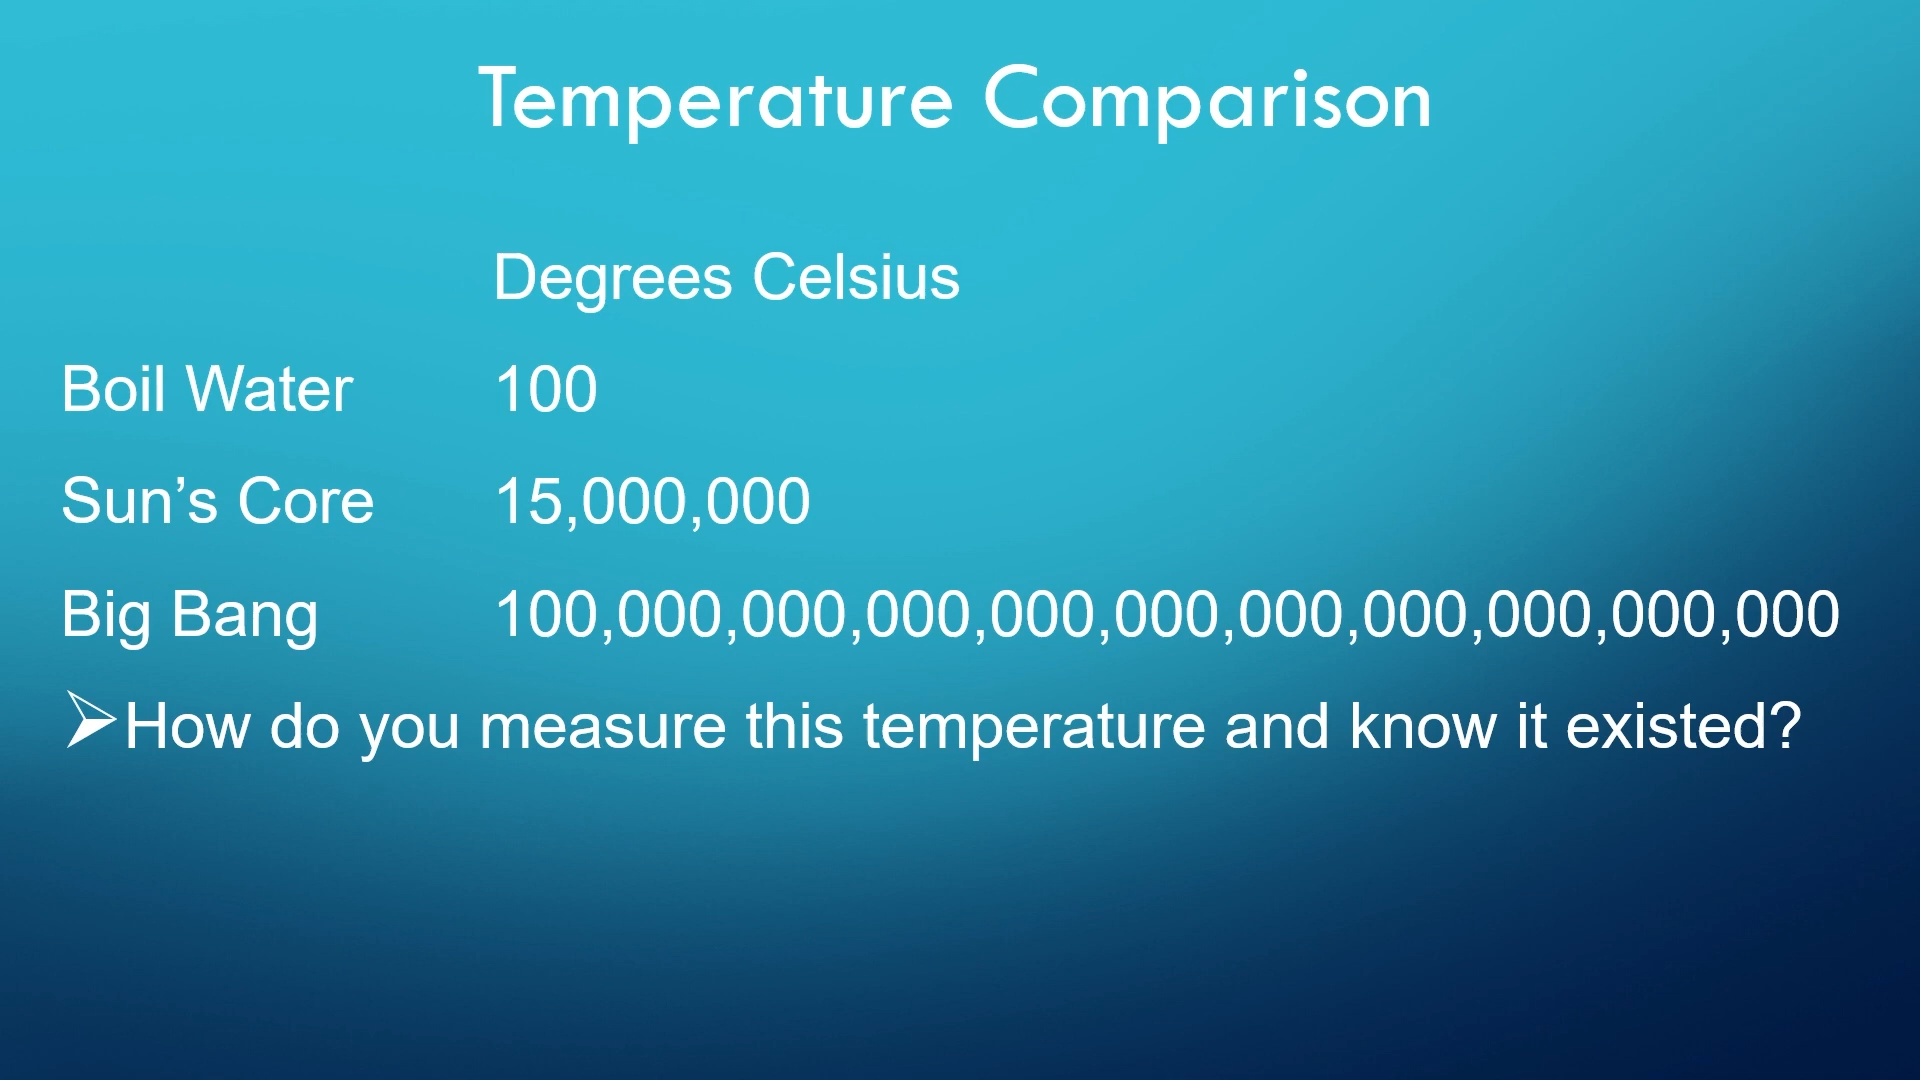 Temperature Comparison
Degrees Celsius
Boil Water 100
Sun’s Core 15,000,000
Big Bang 100,000,000,000,000,000,000,000,000,000,000
➢How do you measure this temperature and know it existed?